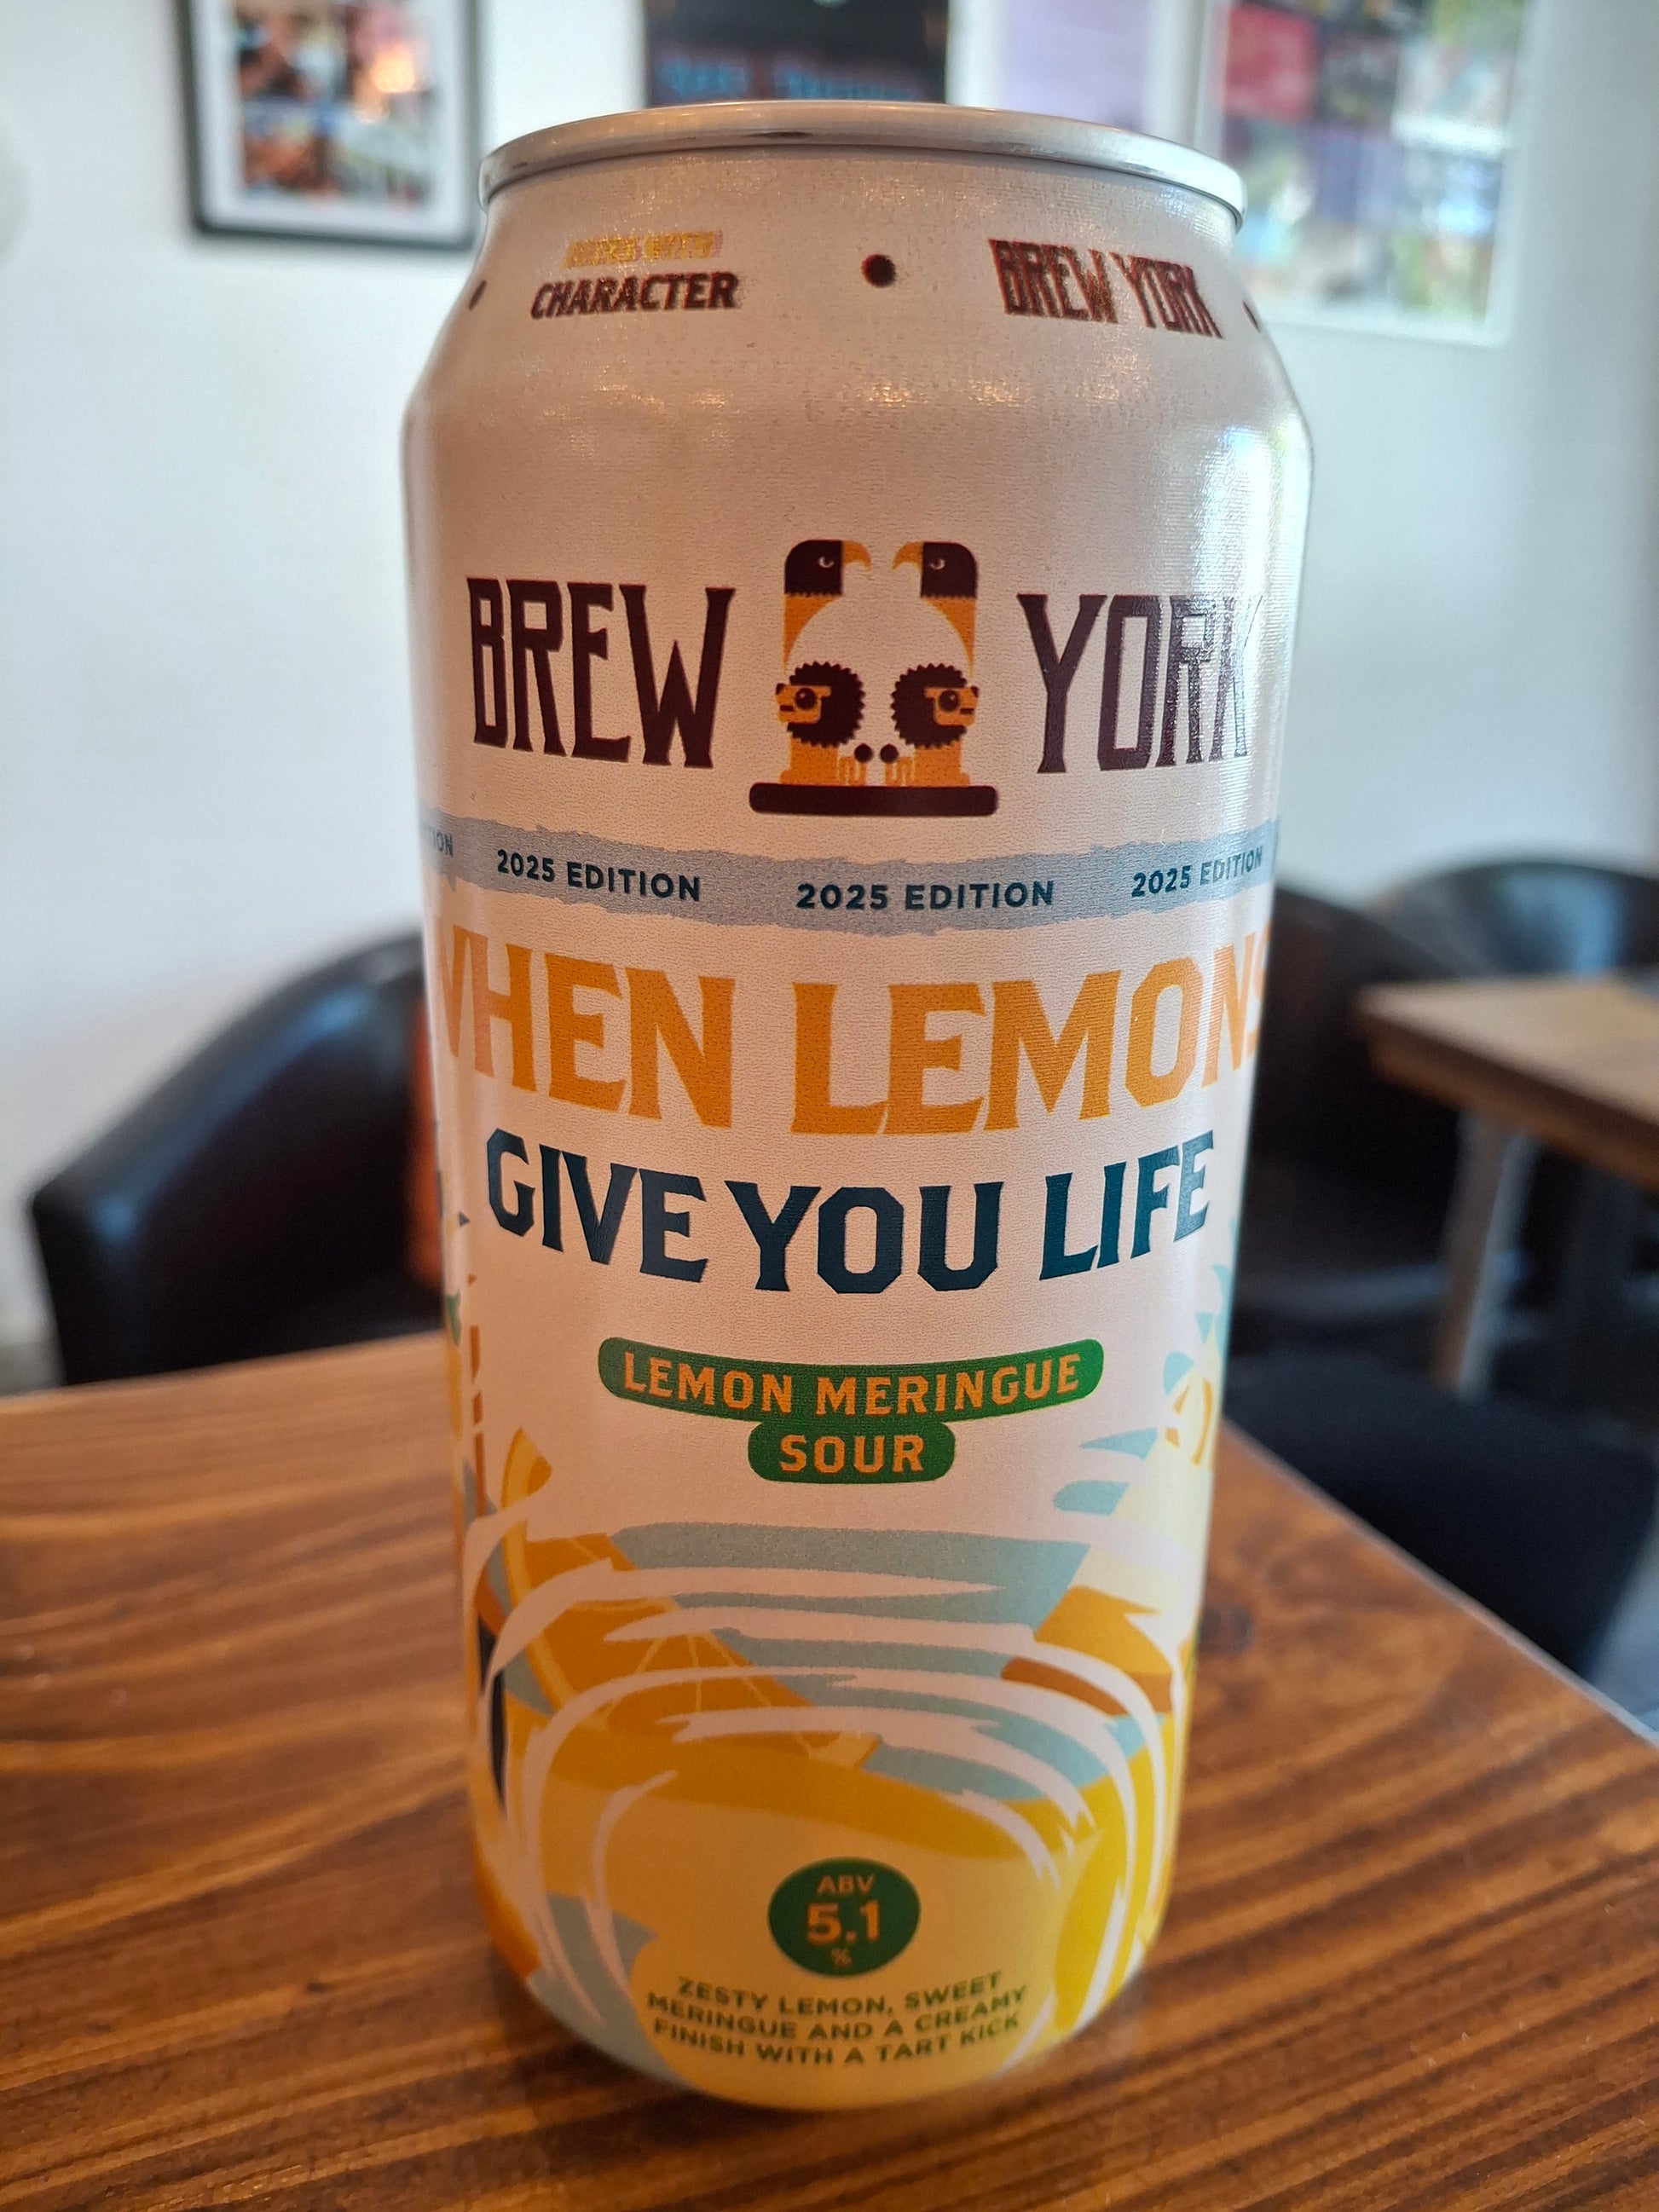 CHARACTER
BREW YORK
BREW YORK
2025 EDITION 2025 EDITION 2025 EDITION
WHEN LEMONS
GIVE YOU LIFE
LEMON MERINGUE
SOUR
ABV
5.1
%
ZESTY LEMON, SWEET
MERINGUE AND A CREAMY
FINISH WITH A TART KICK